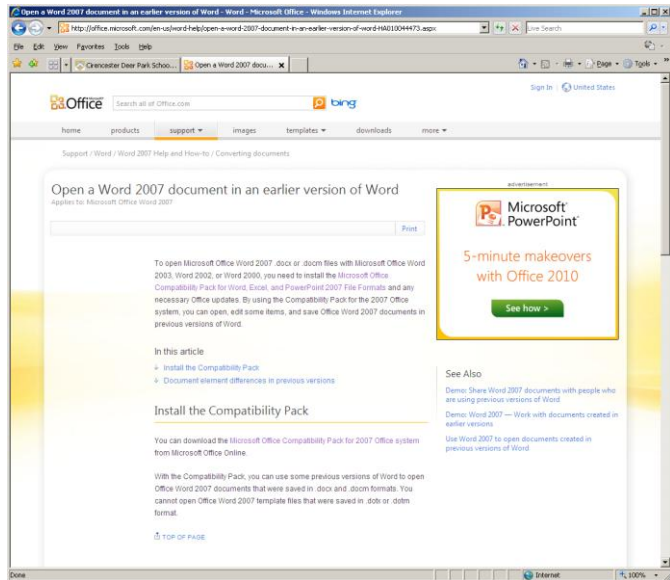 Open a Word 2007 document in an earlier version of Word - Word - Microsoft Office - Windows Internet Explorer
http://office.microsoft.com/en-us/word-help/open-a-word-2007-document-in-an-earlier-version-of-word-HA010044473.aspx
Live Search
File Edit View Favorites Tools Help
Cirencester Deer Park Schoo...
Open a Word 2007 docu...
Page
Tools
Sign In
United States
Office
Search all of Office.com
bing
home products support images templates downloads more
Support / Word / Word 2007 Help and How-to / Converting documents
Open a Word 2007 document in an earlier version of Word
Applies to: Microsoft Office Word 2007
Print
To open Microsoft Office Word 2007 .docx or .docm files with Microsoft Office Word
2003, Word 2002, or Word 2000, you need to install the Microsoft Office
Compatibility Pack for Word, Excel, and PowerPoint 2007 File Formats and any
necessary Office updates. By using the Compatibility Pack for the 2007 Office
system, you can open, edit some items, and save Office Word 2007 documents in
previous versions of Word.
In this article
Install the Compatibility Pack
Document element differences in previous versions
Install the Compatibility Pack
You can download the Microsoft Office Compatibility Pack for 2007 Office system
from Microsoft Office Online.
With the Compatibility Pack, you can use some previous versions of Word to open
Office Word 2007 documents that were saved in .docx and .docm formats. You
cannot open Office Word 2007 template files that were saved in .dotx or .dotm
format.
TOP OF PAGE
advertisement
Microsoft
PowerPoint
5-minute makeovers
with Office 2010
See how >
See Also
Demo: Share Word 2007 documents with people who
are using previous versions of Word
Demo: Word 2007 — Work with documents created in
earlier versions
Use Word 2007 to open documents created in
previous versions of Word
Done
Internet
100%